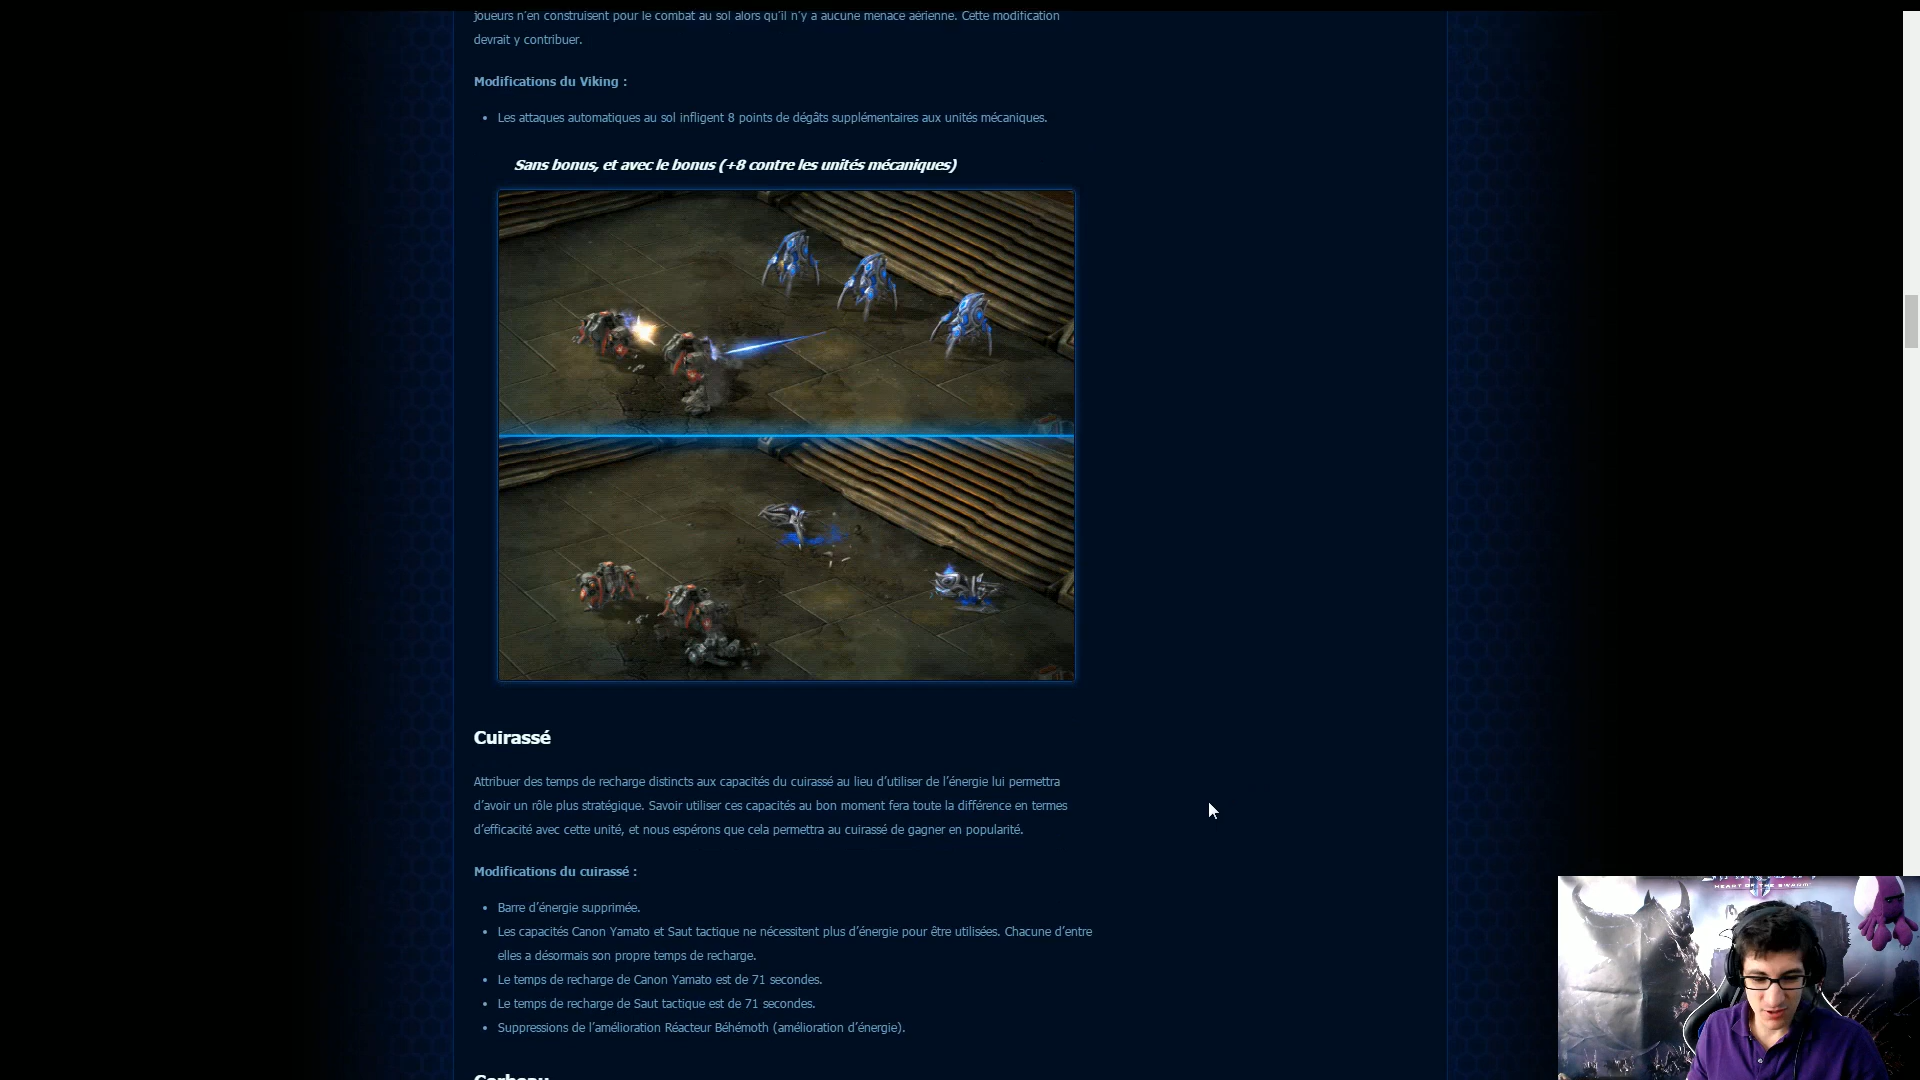 joueurs n'en construisent pour le combat au sol alors qu'il n'y a aucune menace aérienne. Cette modification
devrait y contribuer.
Modifications du Viking :
Les attaques automatiques au sol infligent 8 points de dégâts supplémentaires aux unités mécaniques.
Sans bonus, et avec le bonus (+8 contre les unités mécaniques)
Cuirassé
Attribuer des temps de recharge distincts aux capacités du cuirassé au lieu d'utiliser de l'énergie lui permettra
d'avoir un rôle plus stratégique. Savoir utiliser ces capacités au bon moment fera toute la différence en termes
d'efficacité avec cette unité, et nous espérons que cela permettra au cuirassé de gagner en popularité.
Modifications du cuirassé :
Barre d'énergie supprimée.
Les capacités Canon Yamato et Saut tactique ne nécessitent plus d'énergie pour être utilisées. Chacune d'entre
elles a désormais son propre temps de recharge.
Le temps de recharge de Canon Yamato est de 71 secondes.
Le temps de recharge de Saut tactique est de 71 secondes.
Suppressions de l'amélioration Réacteur Béhémoth (amélioration d'énergie).
Corbeau
HEART OF THE SWARM